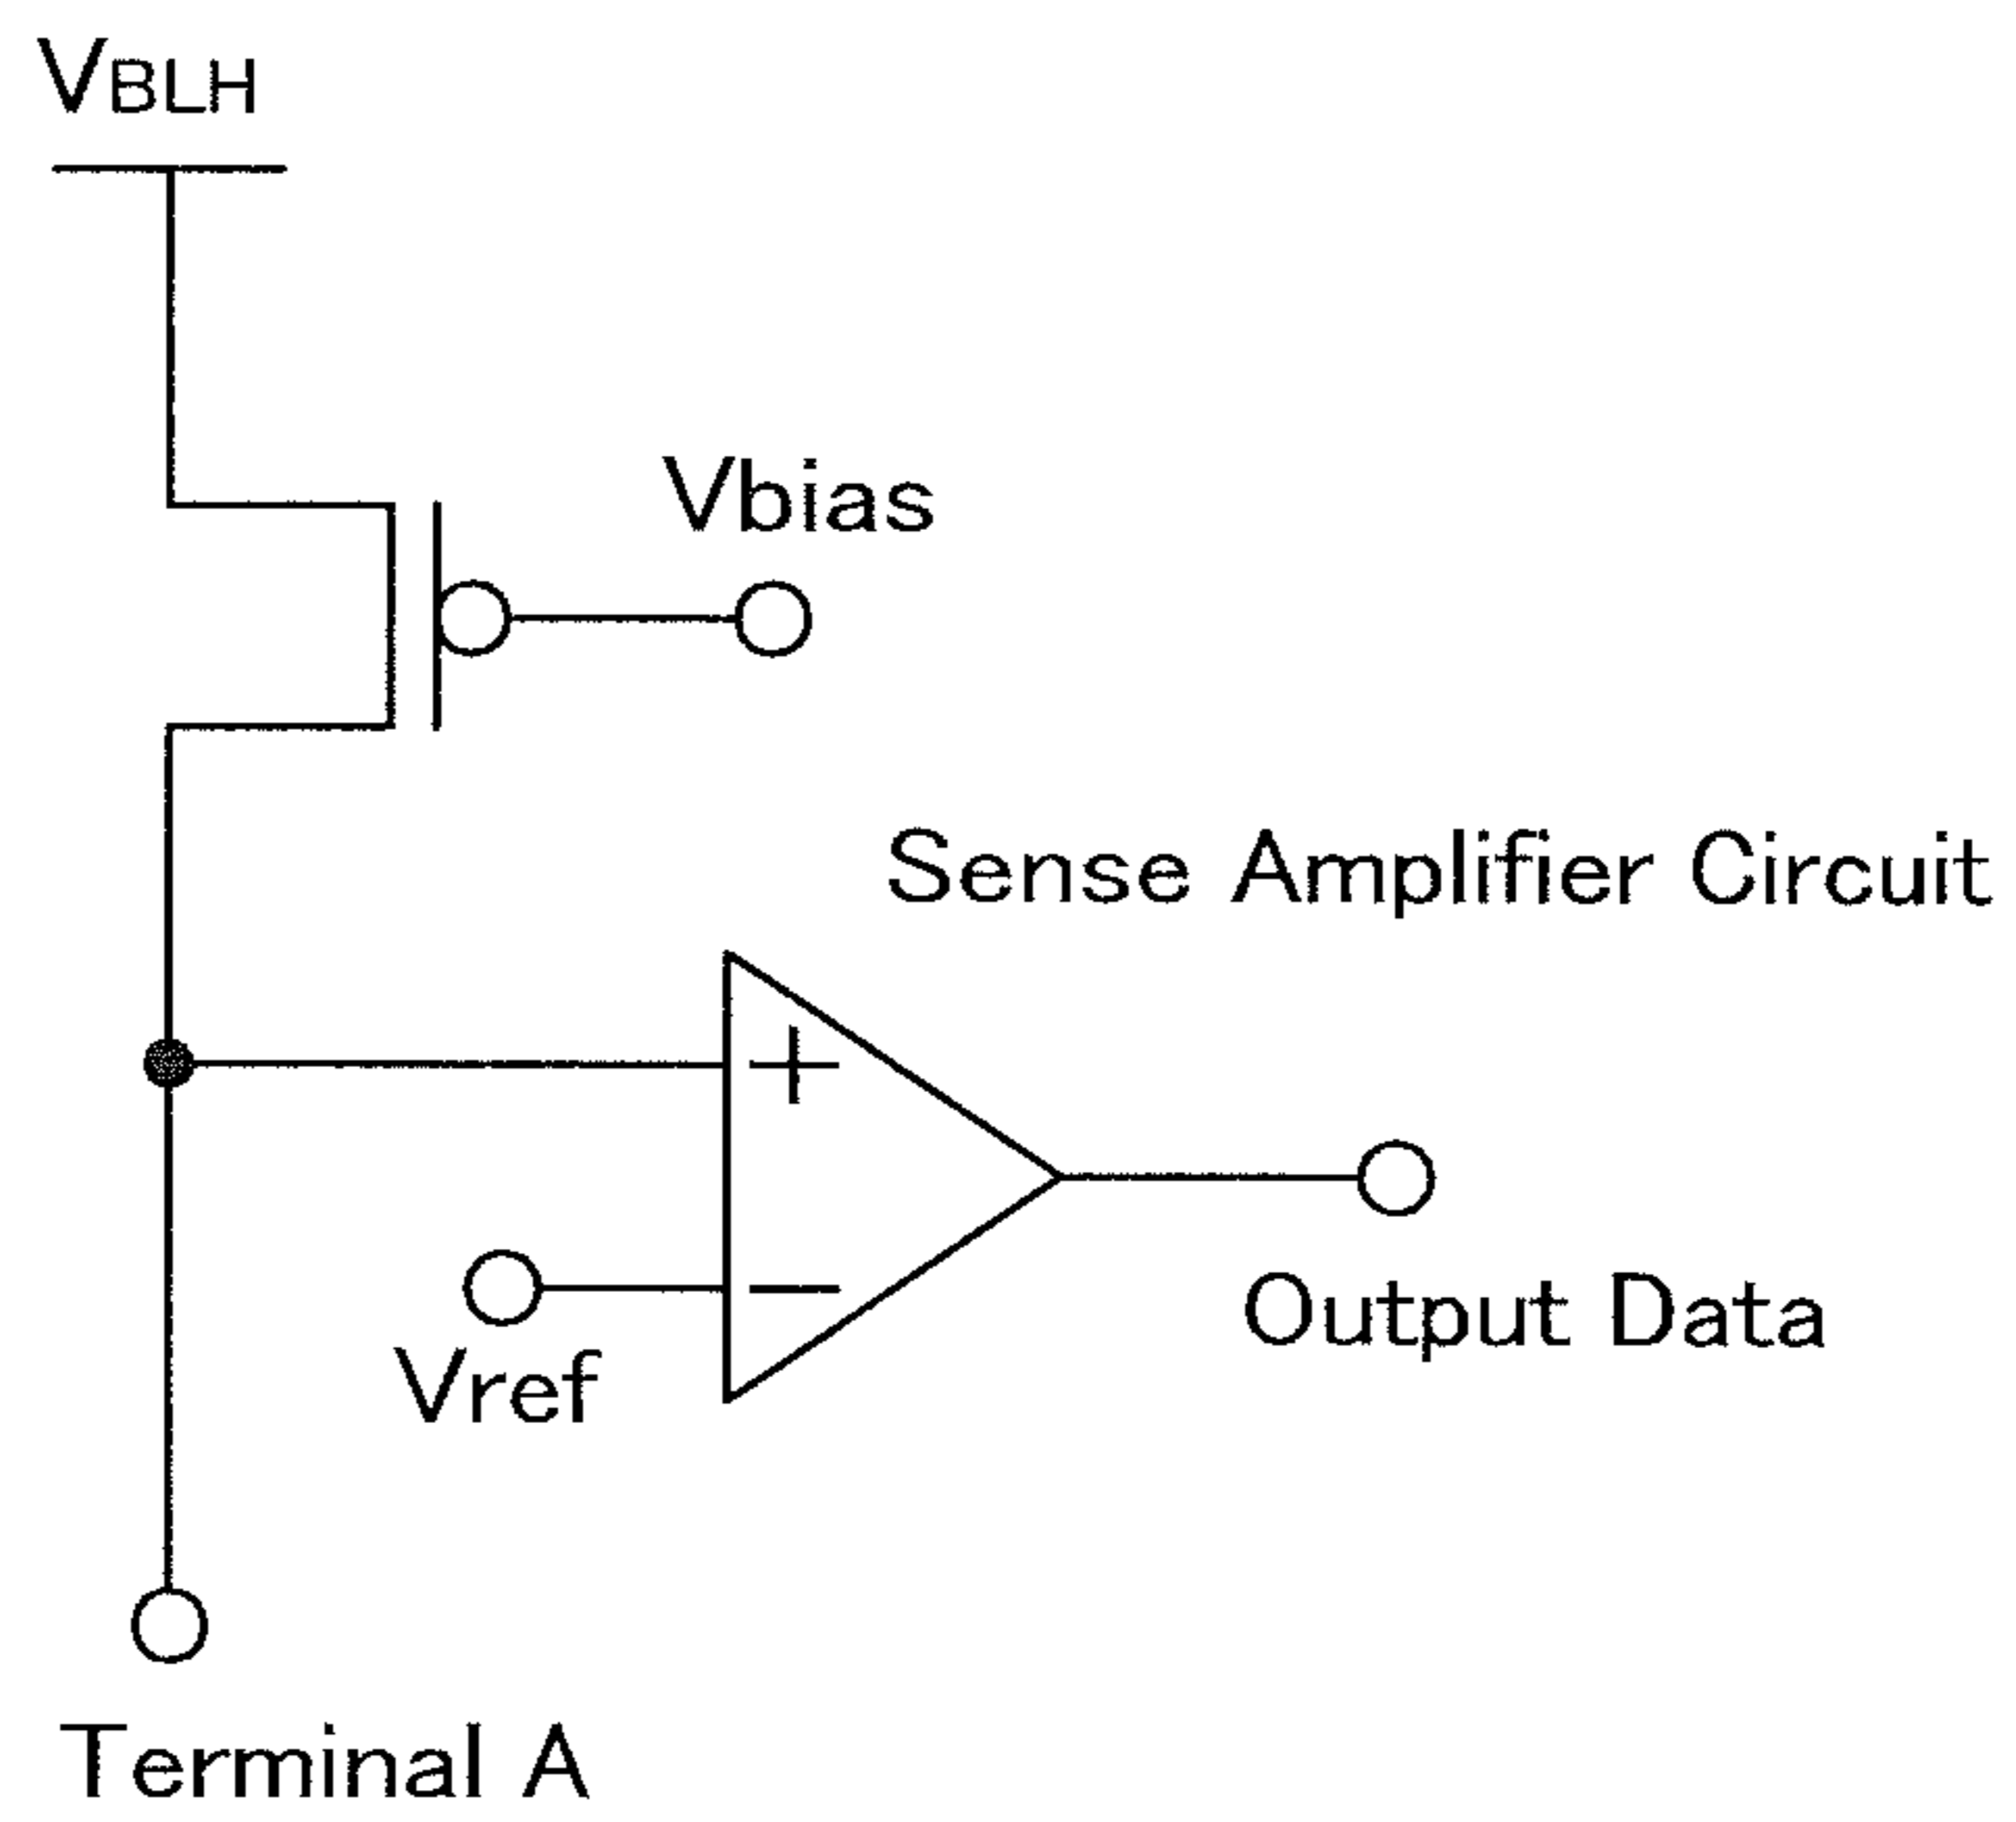 VBLH
Vbias
Sense Amplifier Circuit
+
−
Output Data
Vref
Terminal A